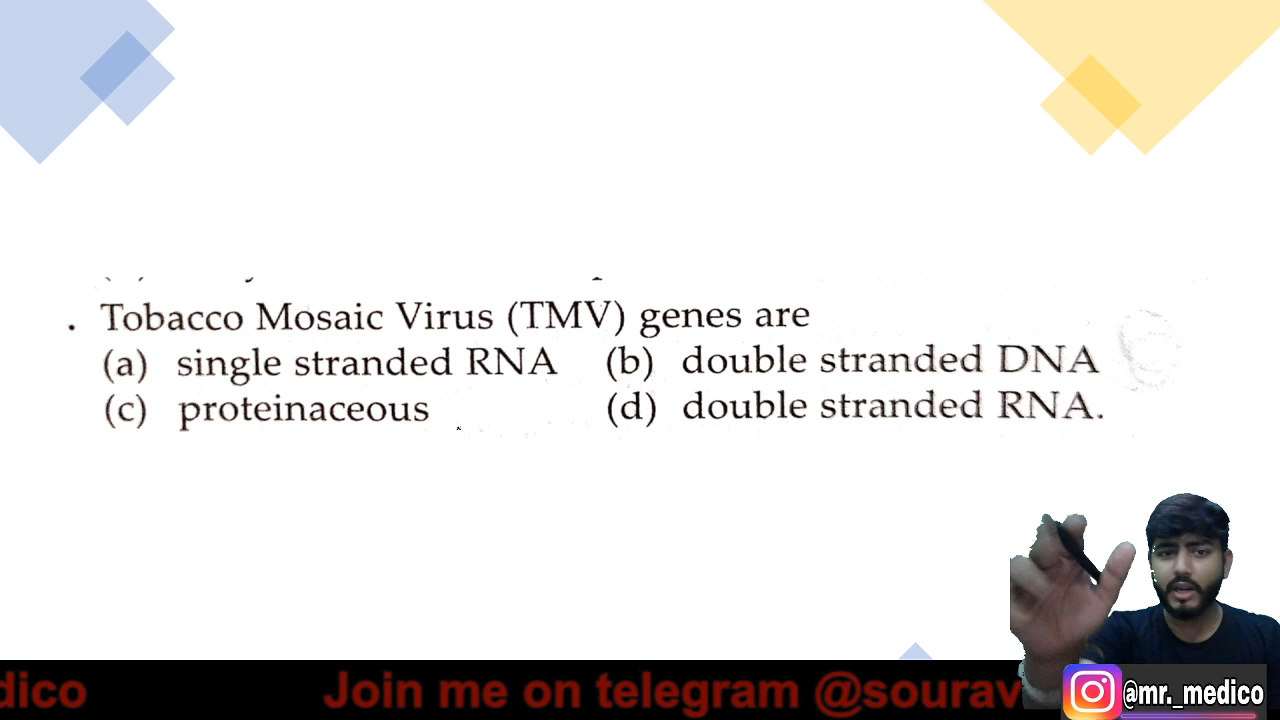 . Tobacco Mosaic Virus (TMV) genes are
(a) single stranded RNA (b) double stranded DNA
(c) proteinaceous (d) double stranded RNA.
dico me on telegram @sourav
@mr._medico